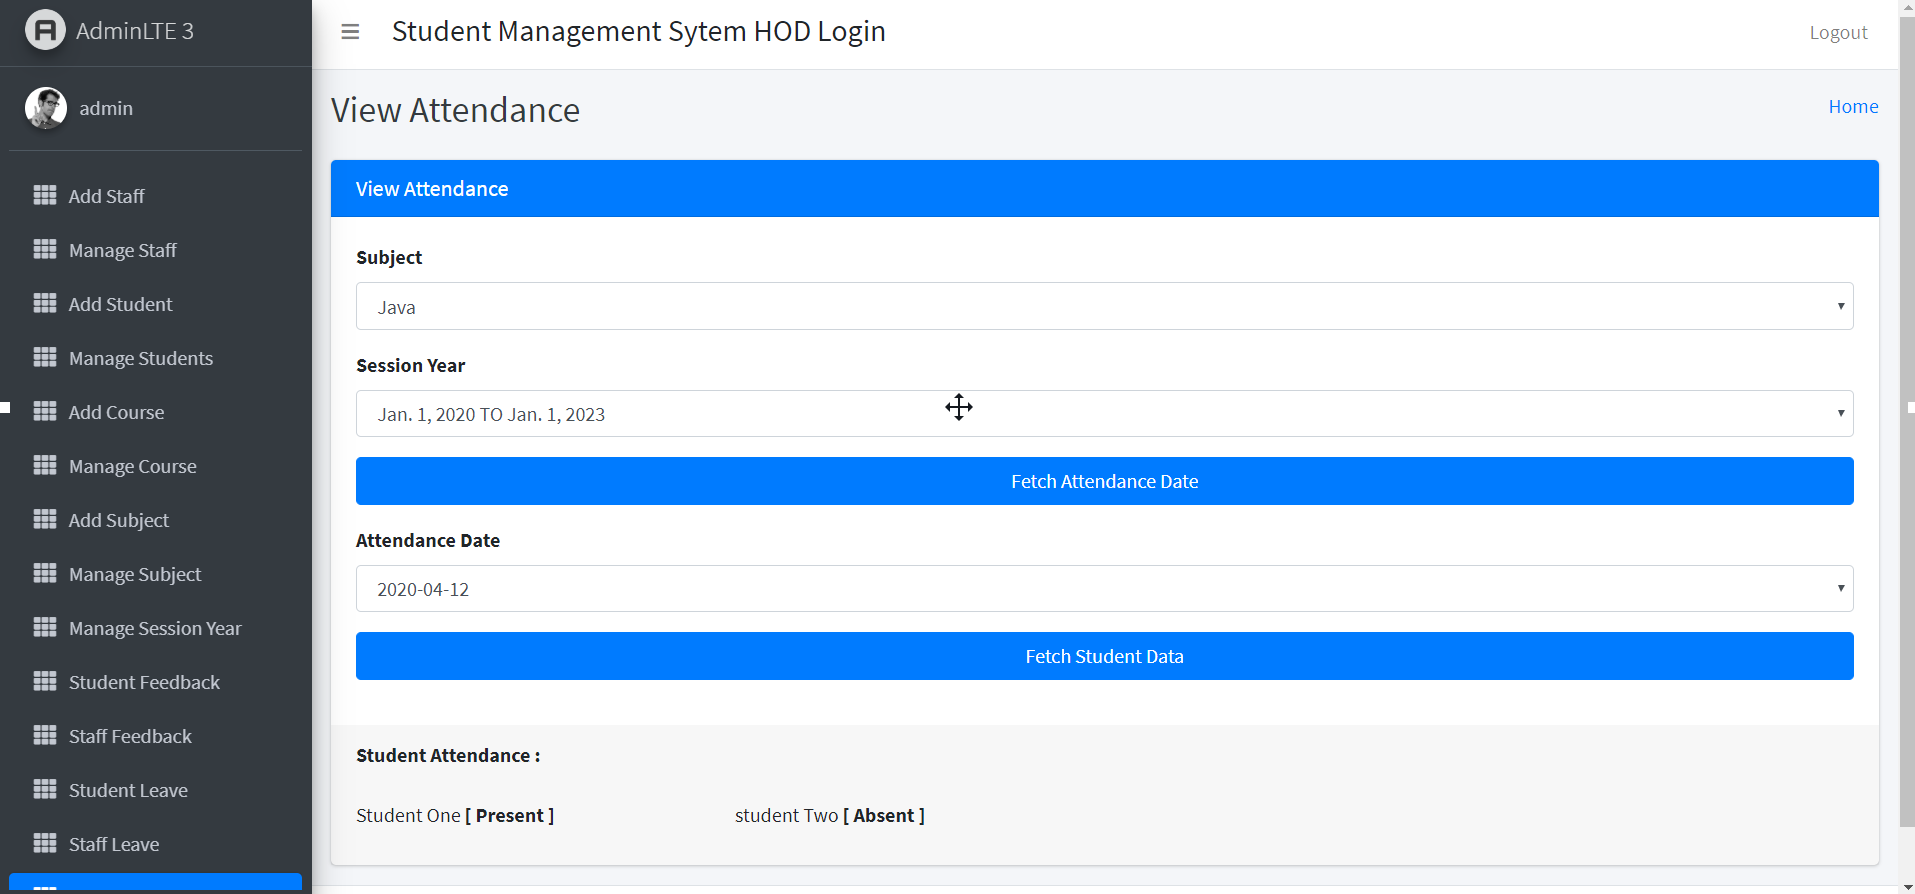 AdminLTE 3
admin
Add Staff
Manage Staff
Add Student
Manage Students
Add Course
Manage Course
Add Subject
Manage Subject
Manage Session Year
Student Feedback
Staff Feedback
Student Leave
Staff Leave
Student Management Sytem HOD Login
Logout
View Attendance
Home
View Attendance
Subject
Java
Session Year
Jan. 1, 2020 TO Jan. 1, 2023
Fetch Attendance Date
Attendance Date
2020-04-12
Fetch Student Data
Student Attendance :
Student One [ Present ]
student Two [ Absent ]